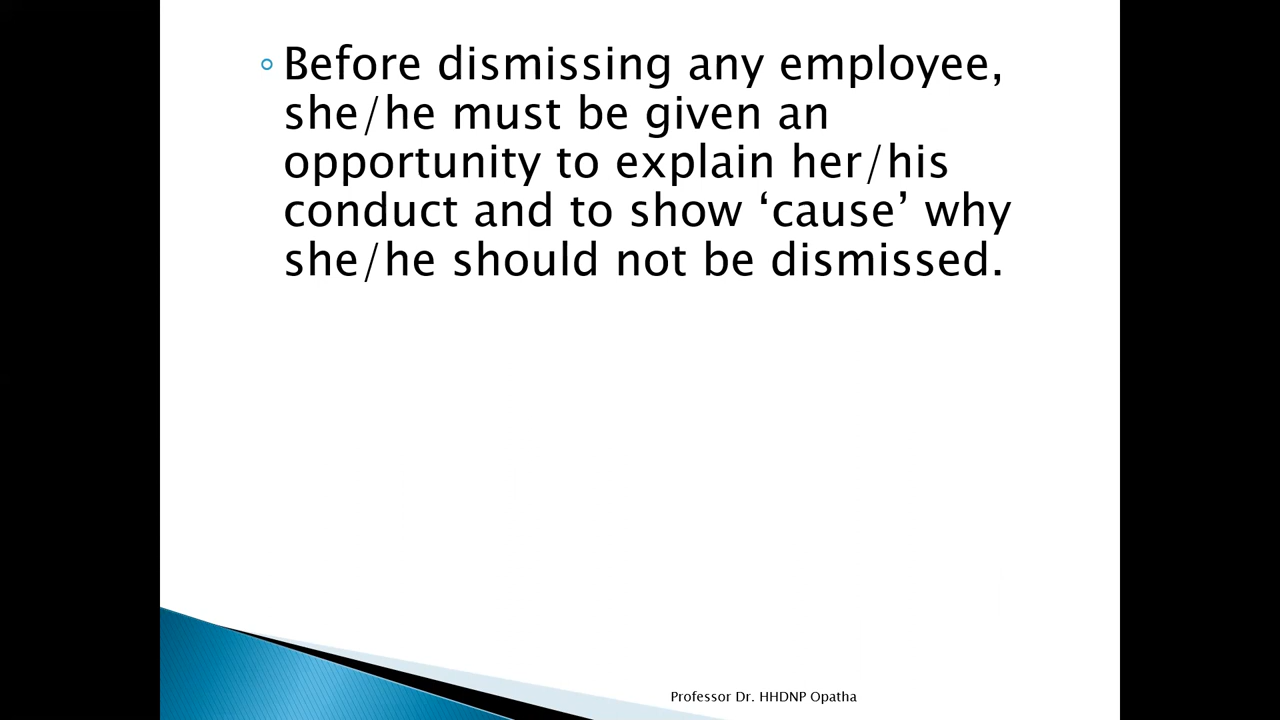 Before dismissing any employee,
she/he must be given an
opportunity to explain her/his
conduct and to show ‘cause’ why
she/he should not be dismissed.
Professor Dr. HHDNP Opatha